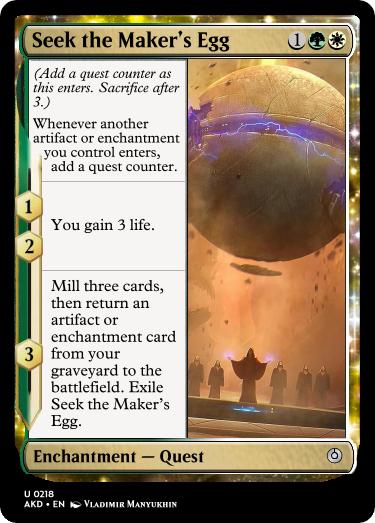 Seek the Maker's Egg 1
(Add a quest counter as
this enters. Sacrifice after
3.)
Whenever another
artifact or enchantment
you control enters,
add a quest counter.
1
You gain 3 life.
2
Mill three cards,
then return an
artifact or
enchantment card
3 from your
graveyard to the
battlefield. Exile
Seek the Maker's
Egg.
Enchantment — Quest
U 0218
AKD • EN Vladimir Manyukhin